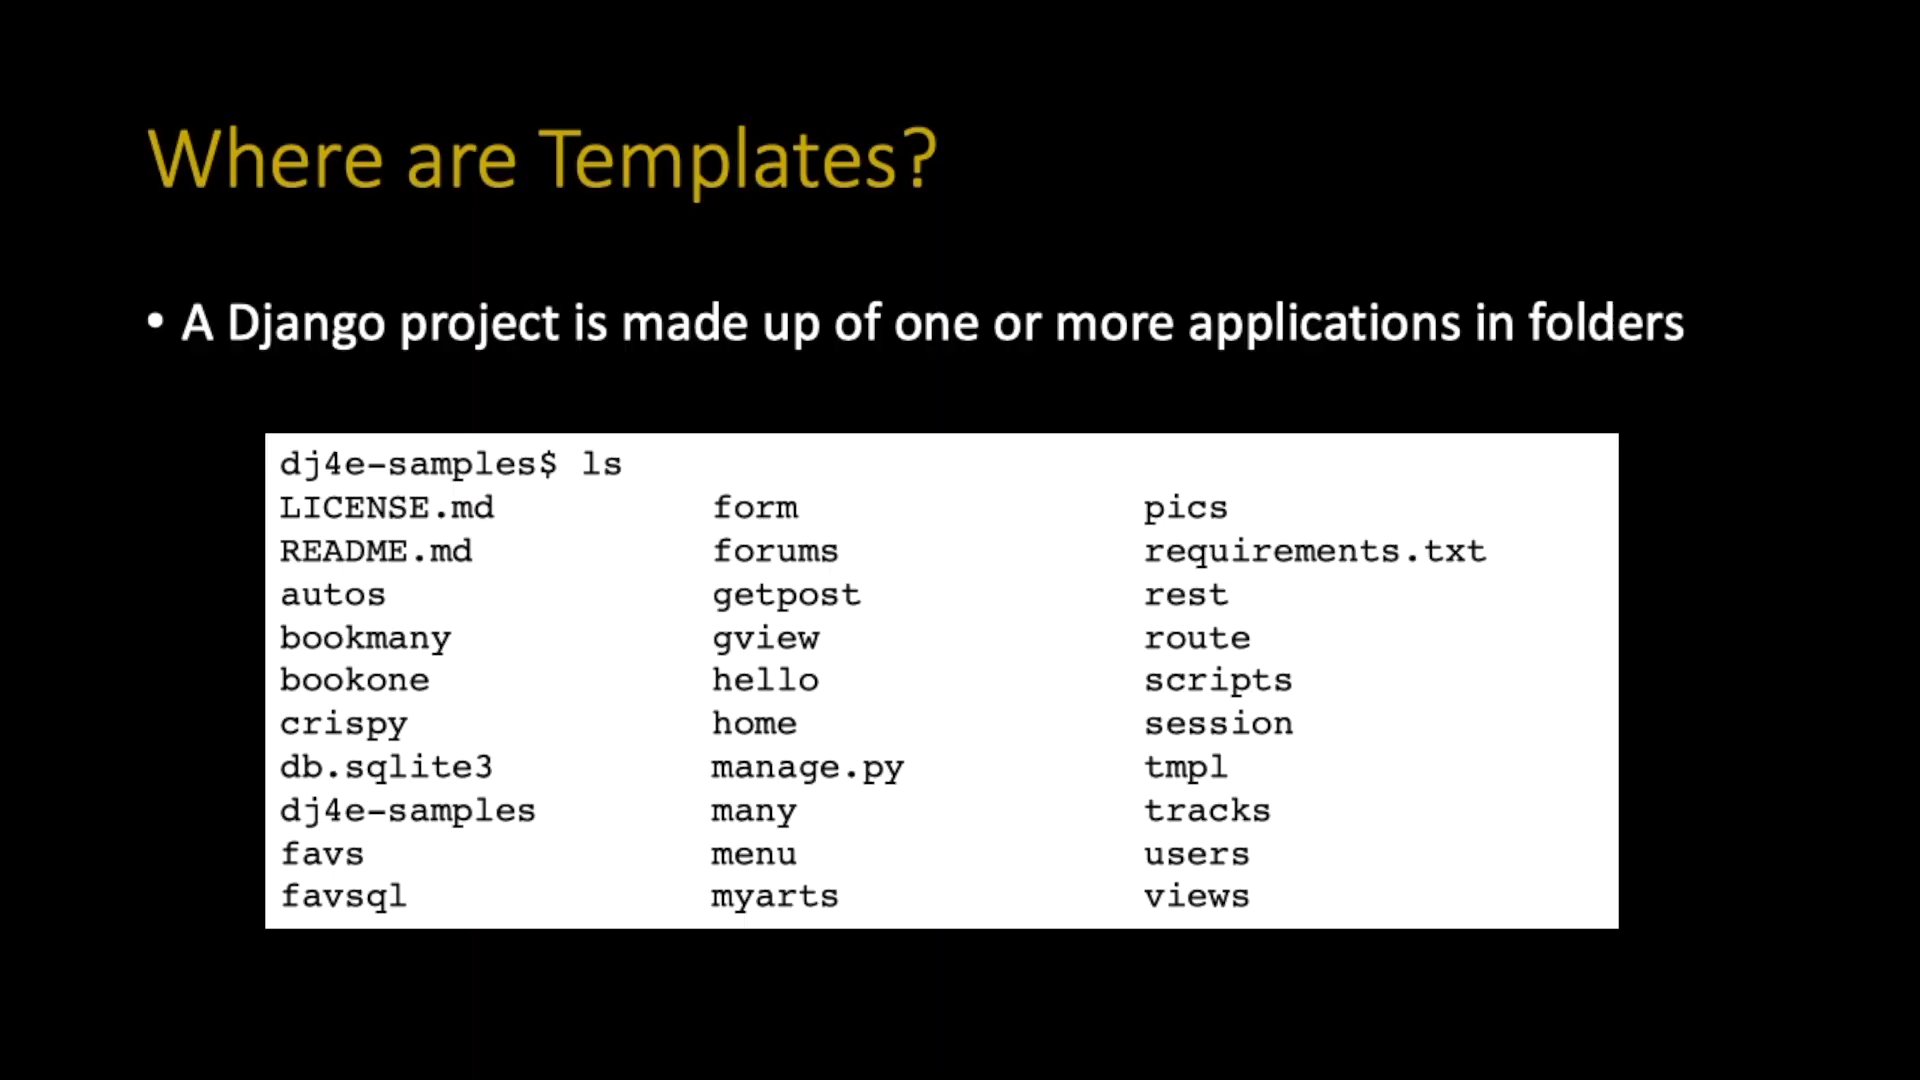 Where are Templates?
• A Django project is made up of one or more applications in folders
dj4e-samples$ ls
LICENSE.md form pics
README.md forums requirements.txt
autos getpost rest
bookmany gview route
bookone hello scripts
crispy home session
db.sqlite3 manage.py tmpl
dj4e-samples many tracks
favs menu users
favsql myarts views